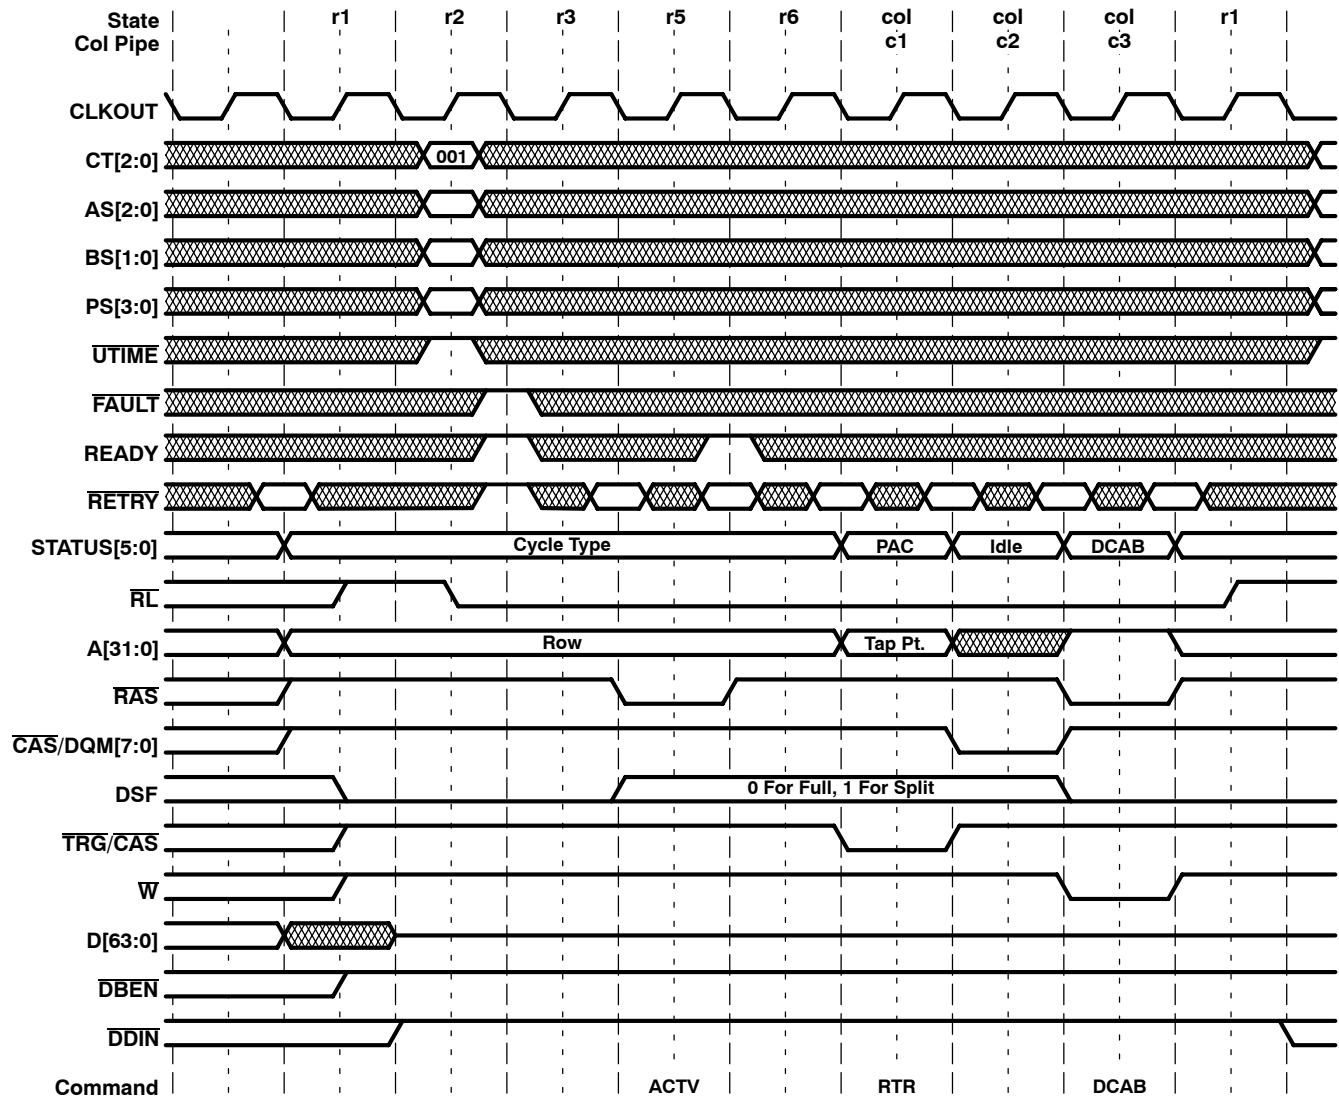 State r1 r2 r3 r5 r6 col col col r1
Col Pipe c1 c2 c3
CLKOUT
CT[2:0] 001
AS[2:0]
BS[1:0]
PS[3:0]
UTIME
FAULT
READY
RETRY
STATUS[5:0] Cycle Type PAC Idle DCAB
RL
A[31:0] Row Tap Pt.
RAS
CAS/DQM[7:0]
DSF 0 For Full, 1 For Split
TRG/CAS
W
D[63:0]
DBEN
DDIN
Command ACTV RTR DCAB